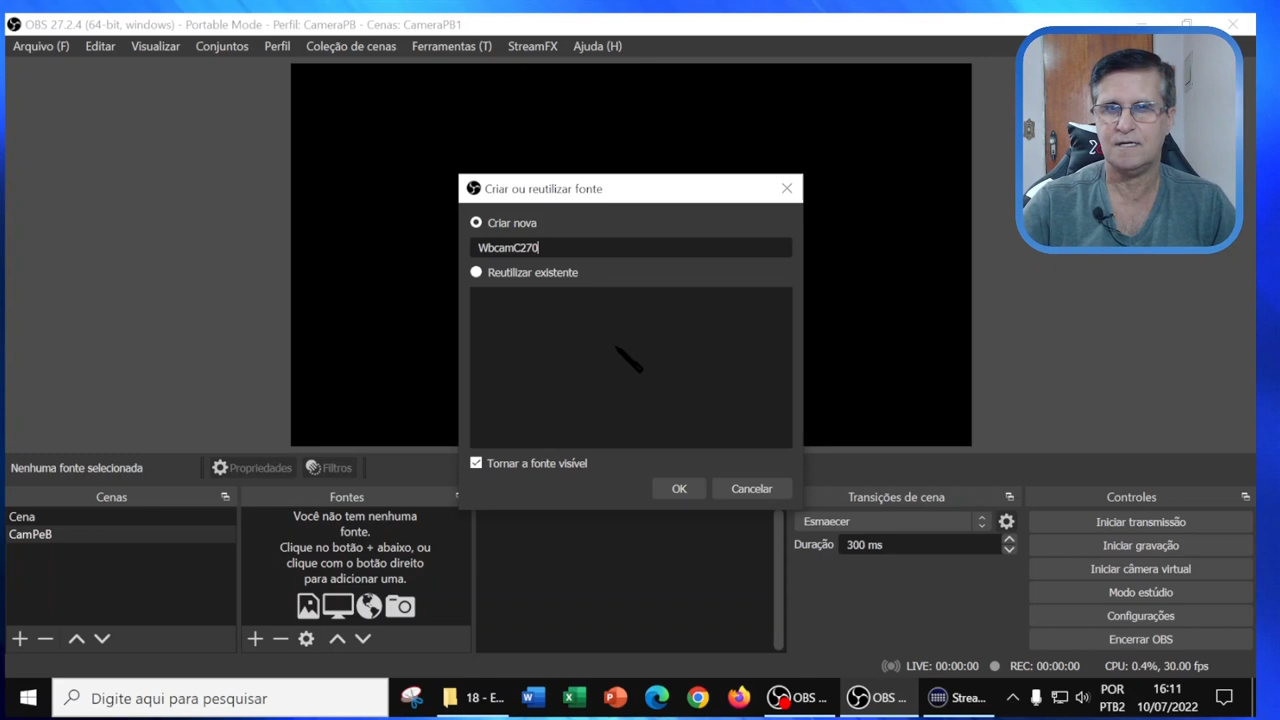 OBS 27.2.4 (64-bit, windows) - Portable Mode - Perfil: CameraPB - Cenas: CameraPB1
Arquivo (F) Editar Visualizar Conjuntos Perfil Coleção de cenas Ferramentas (T) StreamFX Ajuda (H)
Criar ou reutilizar fonte
Criar nova
WbcamC270
Reutilizar existente
Tornar a fonte visível
OK Cancelar
Nenhuma fonte selecionada Propriedades Filtros
Cenas
Cena
CamPeB
Fontes
Você não tem nenhuma
fonte.
Clique no botão + abaixo, ou
clique com o botão direito
para adicionar uma.
Transições de cena
Esmaecer
Duração 300 ms
Controles
Iniciar transmissão
Iniciar gravação
Iniciar câmera virtual
Modo estúdio
Configurações
Encerrar OBS
LIVE: 00:00:00 REC: 00:00:00 CPU: 0.4%, 30.00 fps
Digite aqui para pesquisar
18 - E... OBS ... OBS ... Strea...
POR
PTB2
16:11
10/07/2022